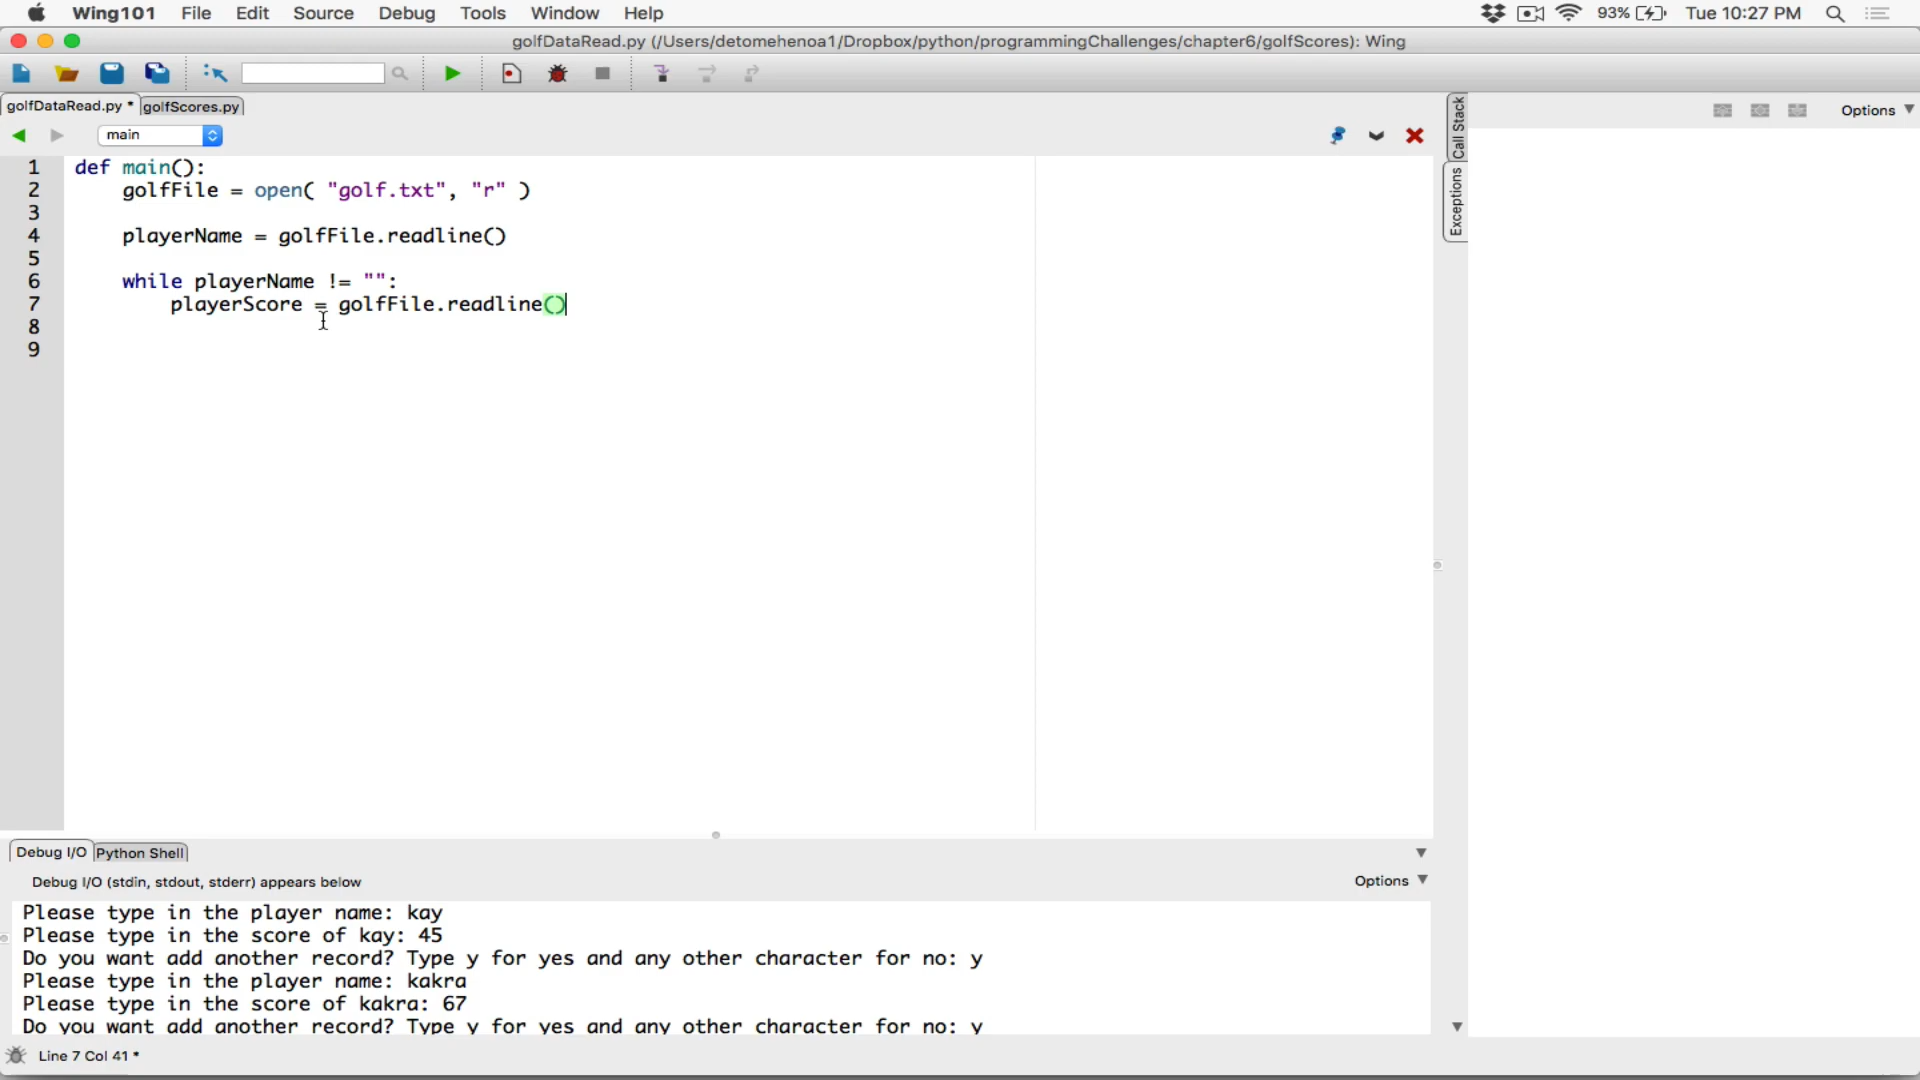 Wing101 File Edit Source Debug Tools Window Help 93% Tue 10:27 PM
golfDataRead.py (/Users/detomehenoa1/Dropbox/python/programmingChallenges/chapter6/golfScores): Wing
golfDataRead.py * golfScores.py
Options
main
Call Stack
Exceptions
1 def main():
2 golfFile = open( "golf.txt", "r" )
3
4 playerName = golfFile.readline()
5
6 while playerName != "":
7 playerScore = golfFile.readline()
8
9
Debug I/O Python Shell
Debug I/O (stdin, stdout, stderr) appears below
Options
Please type in the player name: kay
Please type in the score of kay: 45
Do you want add another record? Type y for yes and any other character for no: y
Please type in the player name: kakra
Please type in the score of kakra: 67
Do you want add another record? Type y for yes and any other character for no: y
Line 7 Col 41 *